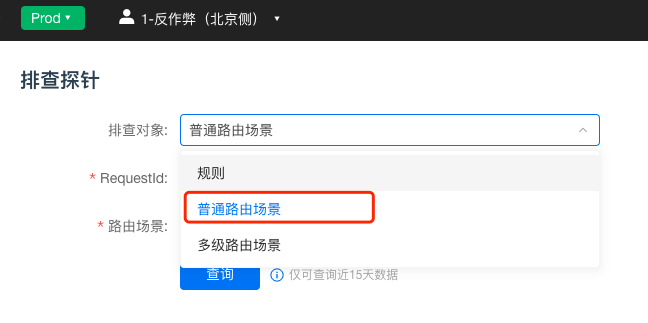 Prod 1-反作弊（北京侧）
排查探针
排查对象: 普通路由场景
规则
* RequestId:
普通路由场景
* 路由场景:
多级路由场景
查询 仅可查询近15天数据